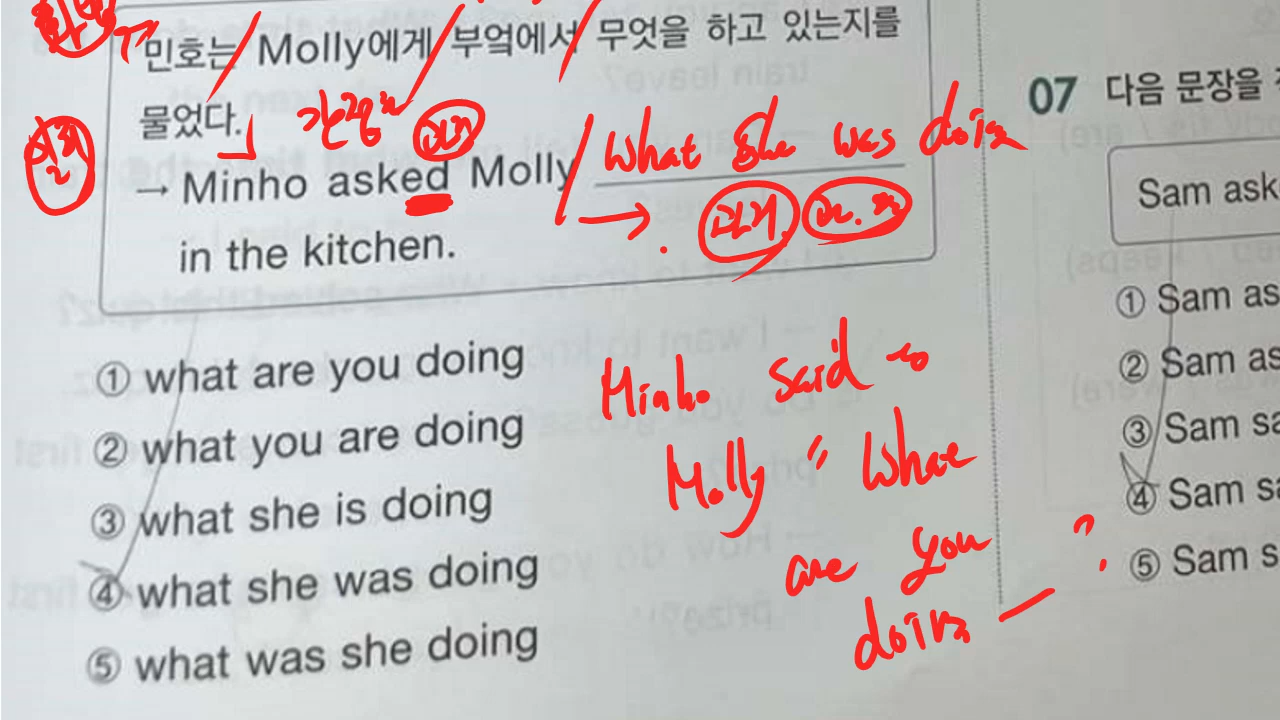 민호는 Molly에게 부엌에서 무엇을 하고 있는지를
물었다.
과거
→ Minho asked Molly what she was doing
과거
in the kitchen.
① what are you doing
② what you are doing
③ what she is doing
④ what she was doing
⑤ what was she doing
Minho said to
Molly " What
are you
doing ?
07 다음 문장을
Sam ask
① Sam as
② Sam as
③ Sam sa
④ Sam sa
⑤ Sam s